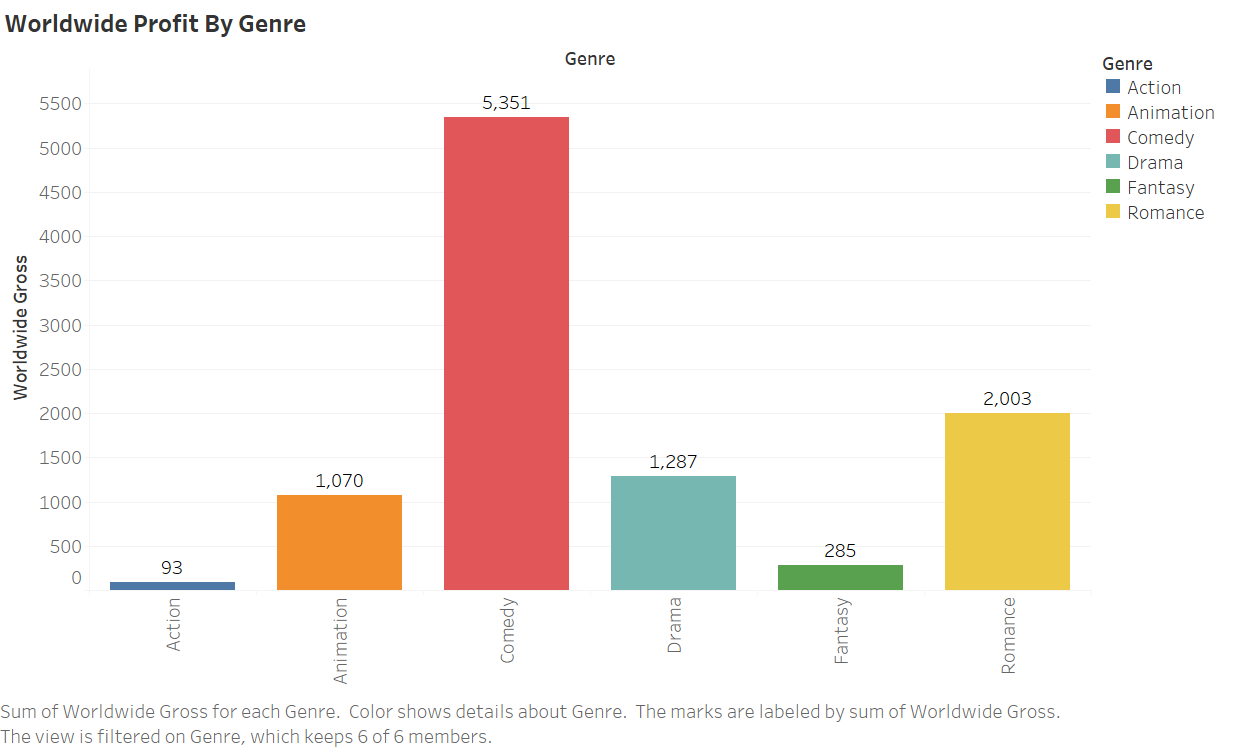 Worldwide Profit By Genre
Genre
Worldwide Gross
5500
5000
4500
4000
3500
3000
2500
2000
1500
1000
500
0
93
1,070
5,351
1,287
285
2,003
Action
Animation
Comedy
Drama
Fantasy
Romance
Genre
Action
Animation
Comedy
Drama
Fantasy
Romance
Sum of Worldwide Gross for each Genre.  Color shows details about Genre.  The marks are labeled by sum of Worldwide Gross.
The view is filtered on Genre, which keeps 6 of 6 members.